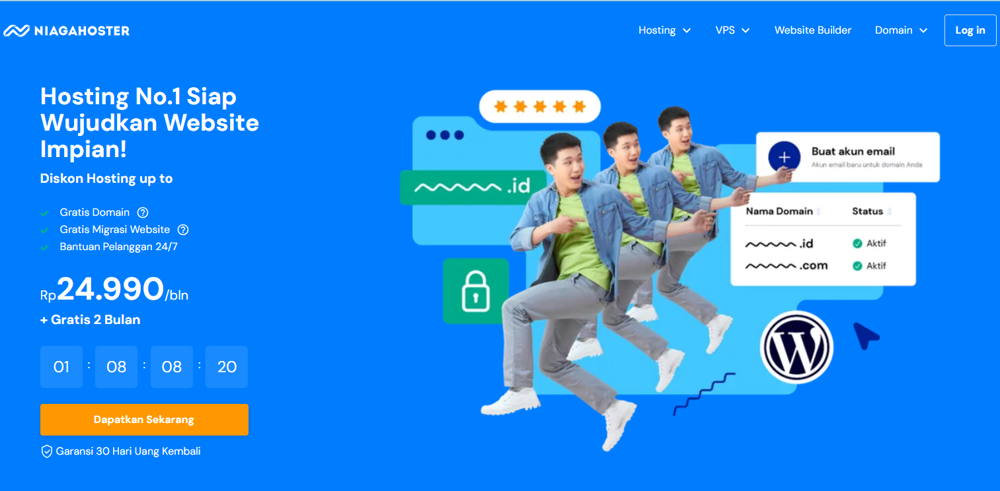 NIAGAHOSTER
Hosting VPS Website Builder Domain Log in
Hosting No.1 Siap
Wujudkan Website
Impian!
Diskon Hosting up to
Gratis Domain ?
Gratis Migrasi Website ?
Bantuan Pelanggan 24/7
Rp24.990/bln
+ Gratis 2 Bulan
01 : 08 : 08 : 20
Dapatkan Sekarang
Garansi 30 Hari Uang Kembali
.id
Buat akun email
Akun email baru untuk domain Anda
Nama Domain Status
.id Aktif
.com Aktif
W